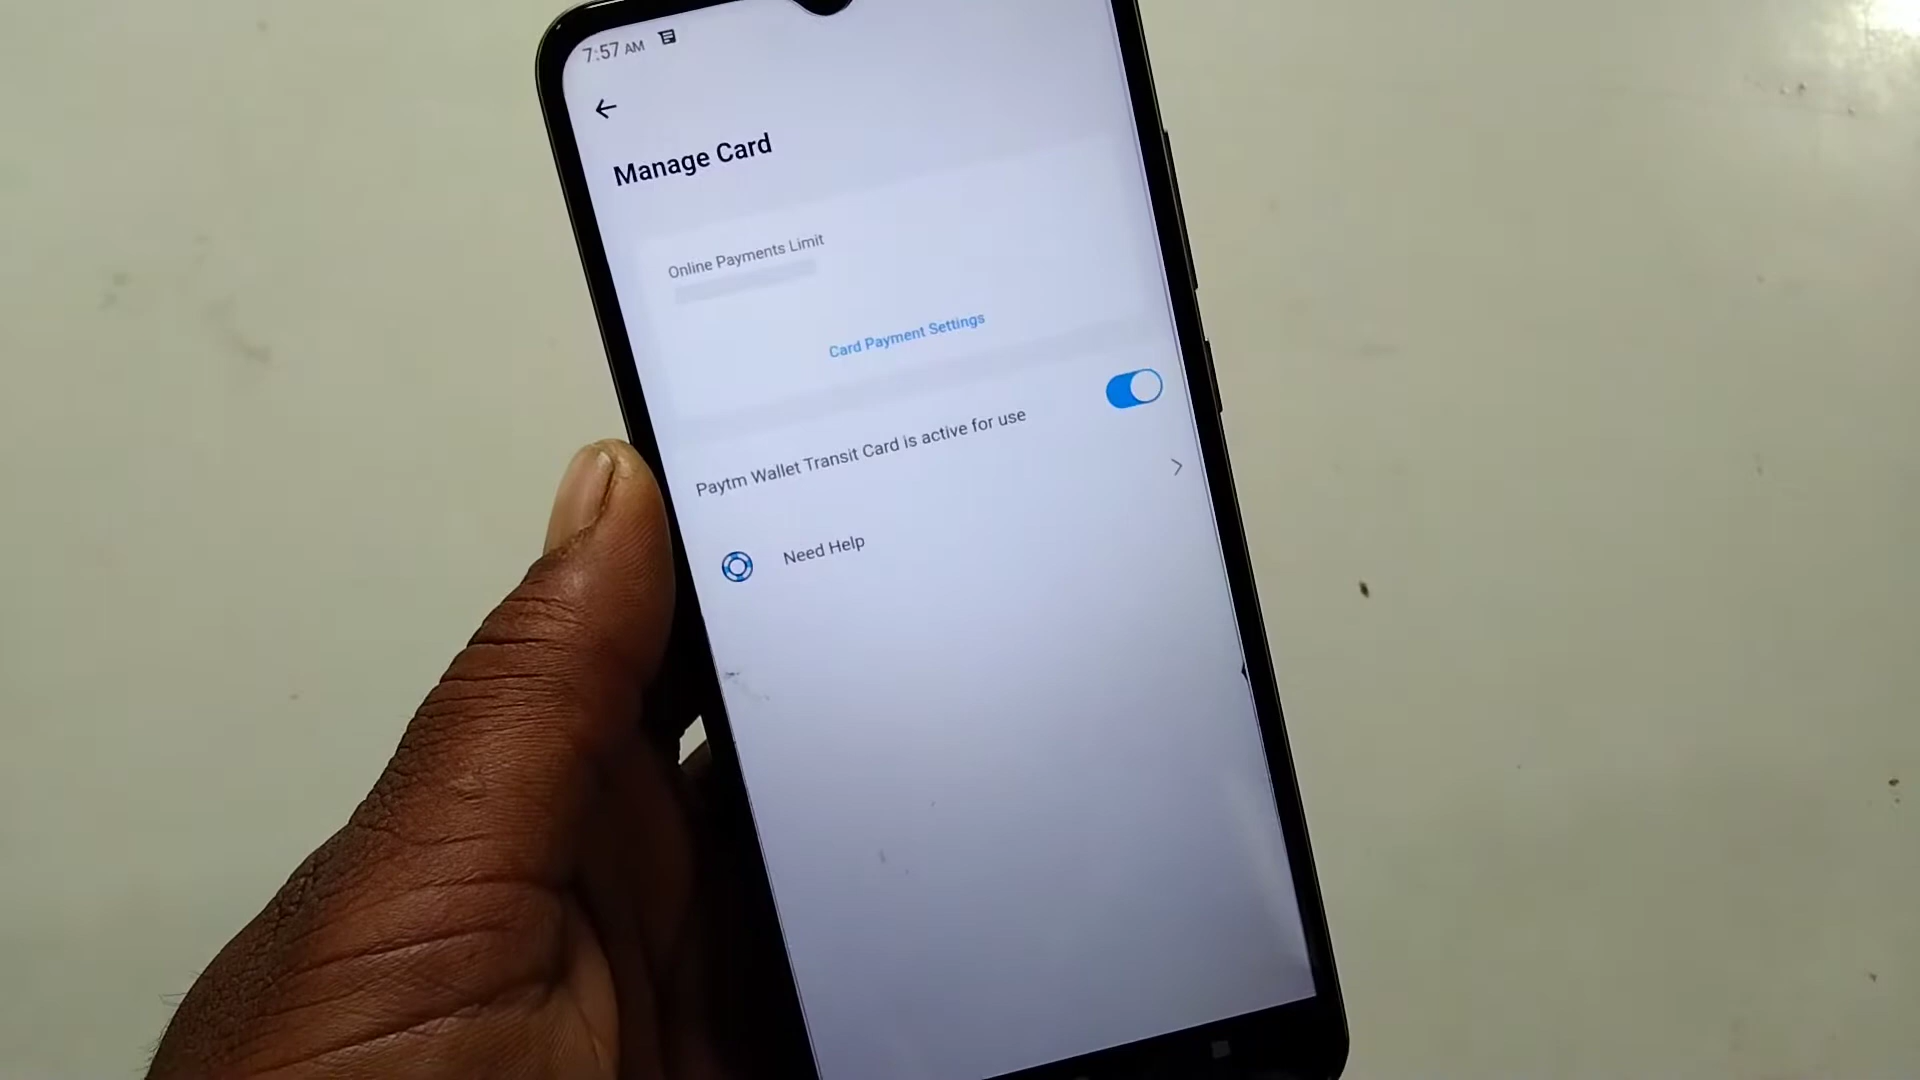 7:57 AM
Manage Card
Online Payments Limit
Card Payment Settings
Paytm Wallet Transit Card is active for use
Need Help